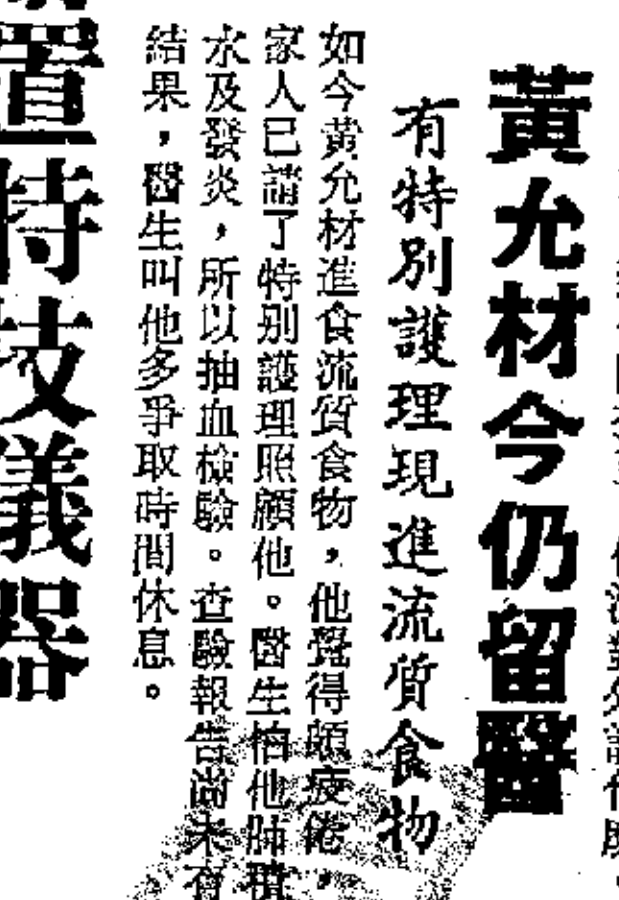 黃允材今仍留醫
有特別護理現進流質食物
如今黃允材進食流質食物，他覺得頗疲倦，
家人已請了特別護理照顧他。醫生怕他肺積
水及發炎，所以抽血檢驗。查驗報告尚未有
結果，醫生叫他多爭取時間休息。
置特技儀器